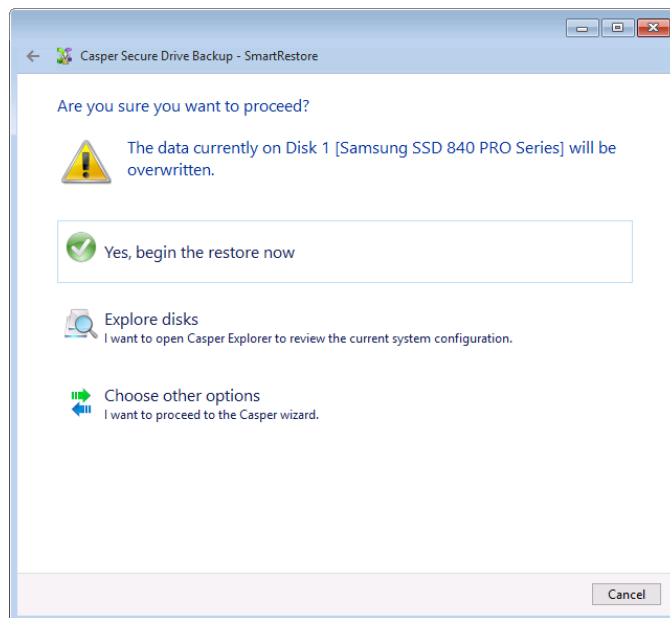 Casper Secure Drive Backup - SmartRestore
Are you sure you want to proceed?
The data currently on Disk 1 [Samsung SSD 840 PRO Series] will be
overwritten.
Yes, begin the restore now
Explore disks
I want to open Casper Explorer to review the current system configuration.
Choose other options
I want to proceed to the Casper wizard.
Cancel